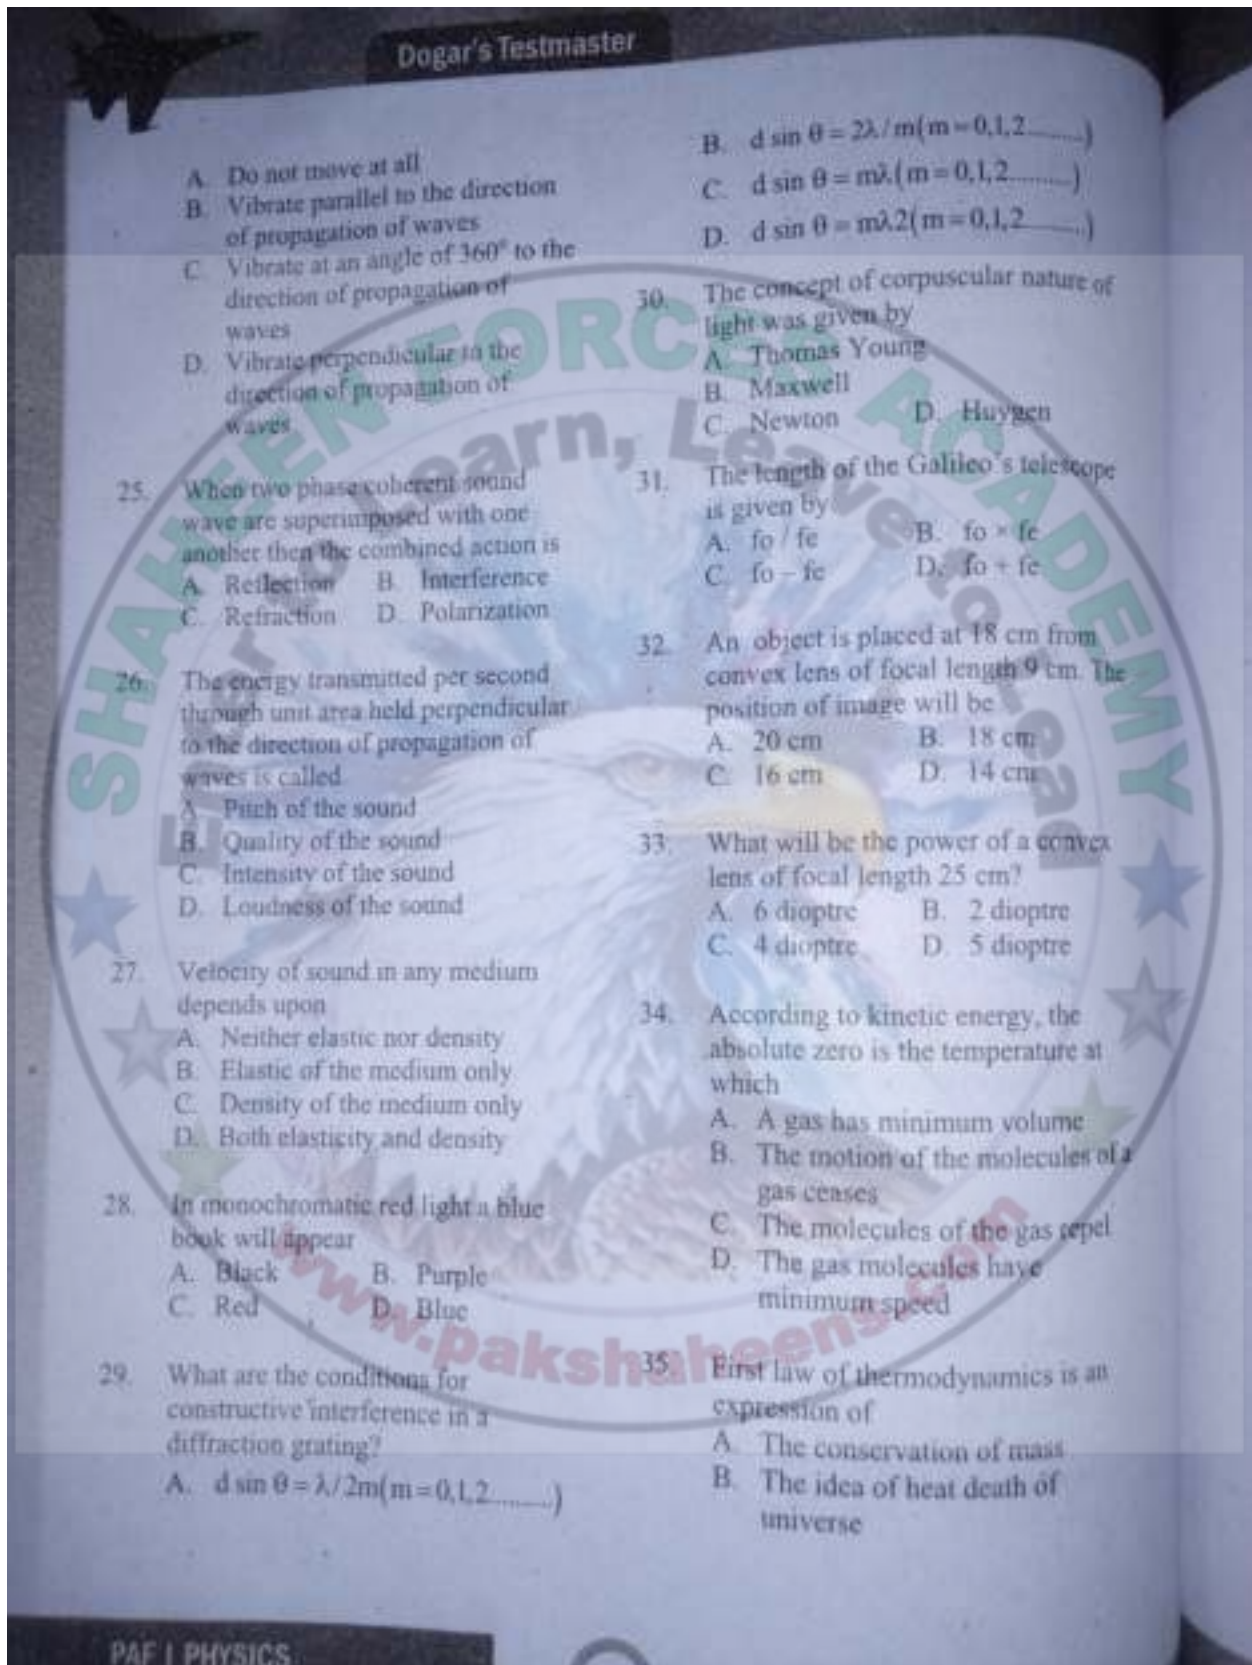 Dogar's Testmaster
A. Do not move at all
B. Vibrate parallel to the direction
of propagation of waves
C. Vibrate at an angle of 360° to the
direction of propagation of
waves
D. Vibrate perpendicular to the
direction of propagation of
waves
25. When two phase coherent sound
wave are superimposed with one
another then the combined action is
A. Reflection B. Interference
C. Refraction D. Polarization
26. The energy transmitted per second
through unit area held perpendicular
to the direction of propagation of
waves is called
A. Pitch of the sound
B. Quality of the sound
C. Intensity of the sound
D. Loudness of the sound
27. Velocity of sound in any medium
depends upon
A. Neither elastic nor density
B. Elastic of the medium only
C. Density of the medium only
D. Both elasticity and density
28. In monochromatic red light a blue
book will appear
A. Black B. Purple
C. Red D. Blue
29. What are the conditions for
constructive interference in a
diffraction grating?
A. d sin θ = λ/2m(m=0,1,2.........)
B. d sin θ = 2λ/m(m=0,1,2.........)
C. d sin θ = mλ(m=0,1,2.........)
D. d sin θ = mλ2(m=0,1,2.........)
30. The concept of corpuscular nature of
light was given by
A. Thomas Young
B. Maxwell
C. Newton D. Huygen
31. The length of the Galileo's telescope
is given by
A. fo / fe B. fo × fe
C. fo – fe D. fo + fe
32. An object is placed at 18 cm from
convex lens of focal length 9 cm. The
position of image will be
A. 20 cm B. 18 cm
C. 16 cm D. 14 cm
33. What will be the power of a convex
lens of focal length 25 cm?
A. 6 dioptre B. 2 dioptre
C. 4 dioptre D. 5 dioptre
34. According to kinetic energy, the
absolute zero is the temperature at
which
A. A gas has minimum volume
B. The motion of the molecules of a
gas ceases
C. The molecules of the gas repel
D. The gas molecules have
minimum speed
35. First law of thermodynamics is an
expression of
A. The conservation of mass
B. The idea of heat death of
universe
PAF | PHYSICS
SHAHEEN FORCES ACADEMY
Enter to Learn, Leave to Lead
www.pakshaheens.com